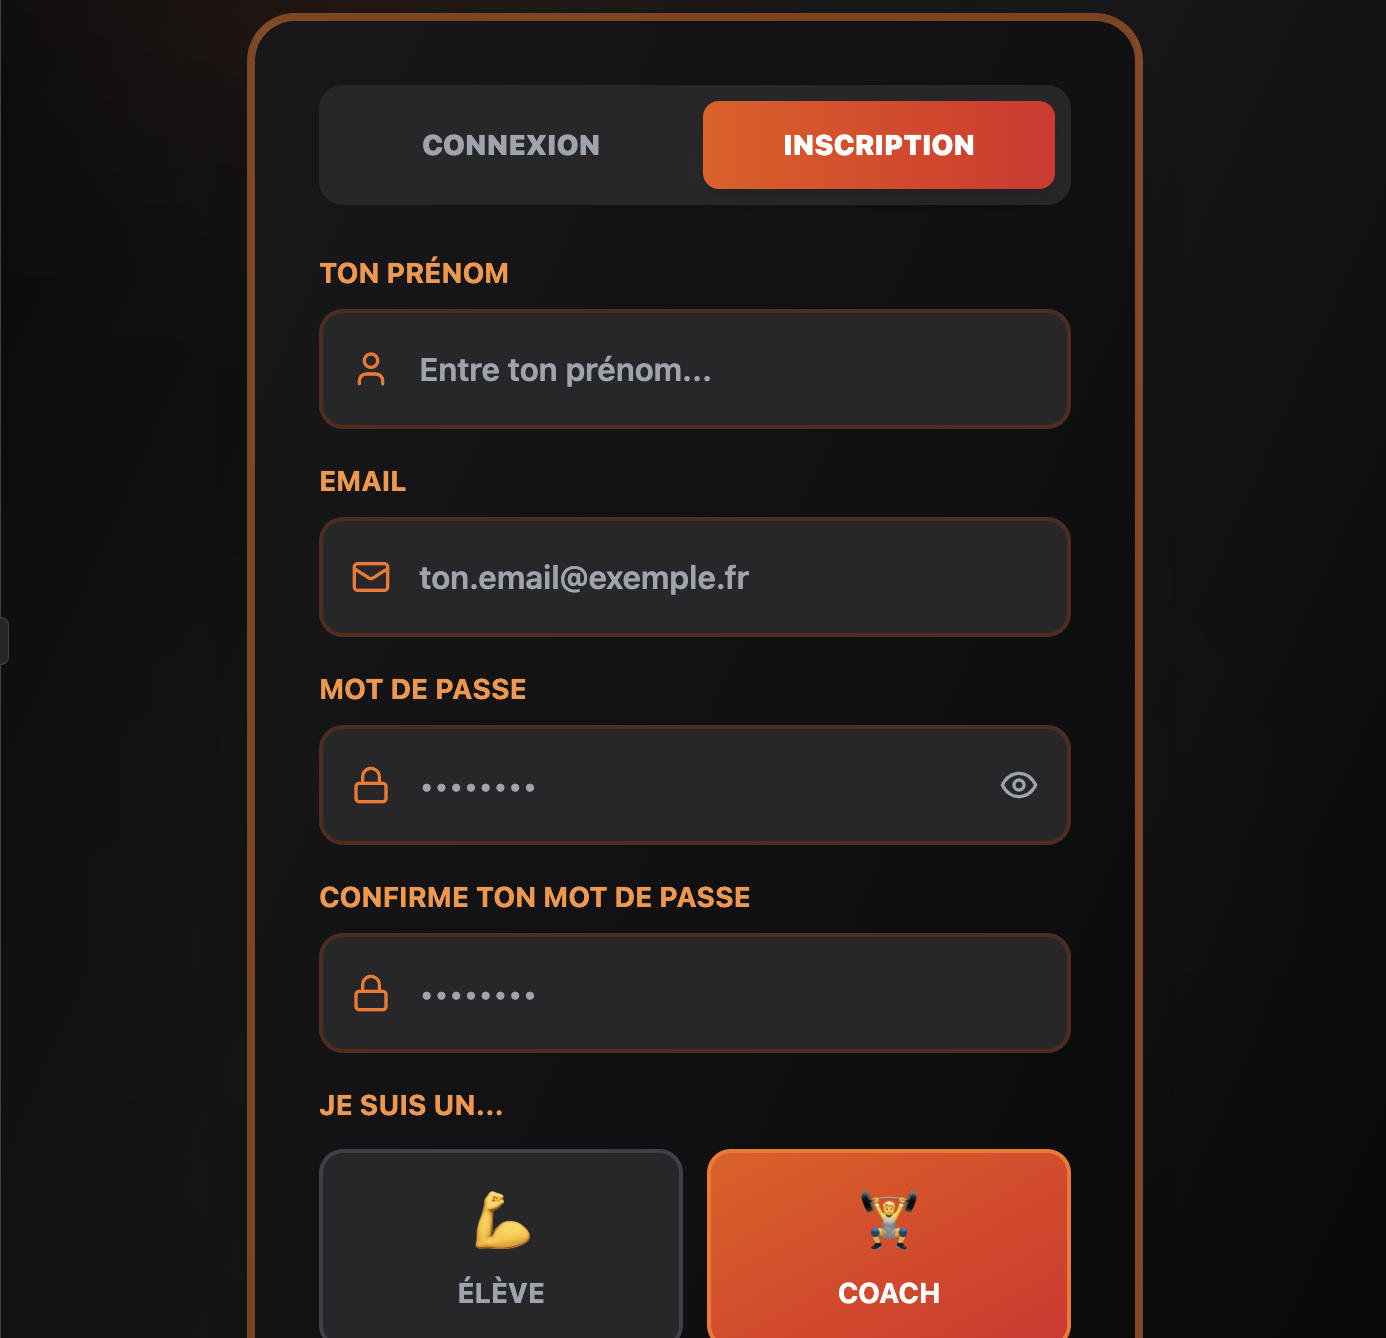 CONNEXION
INSCRIPTION
TON PRÉNOM
Entre ton prénom...
EMAIL
ton.email@exemple.fr
MOT DE PASSE
••••••••
CONFIRME TON MOT DE PASSE
••••••••
JE SUIS UN...
ÉLÈVE
COACH